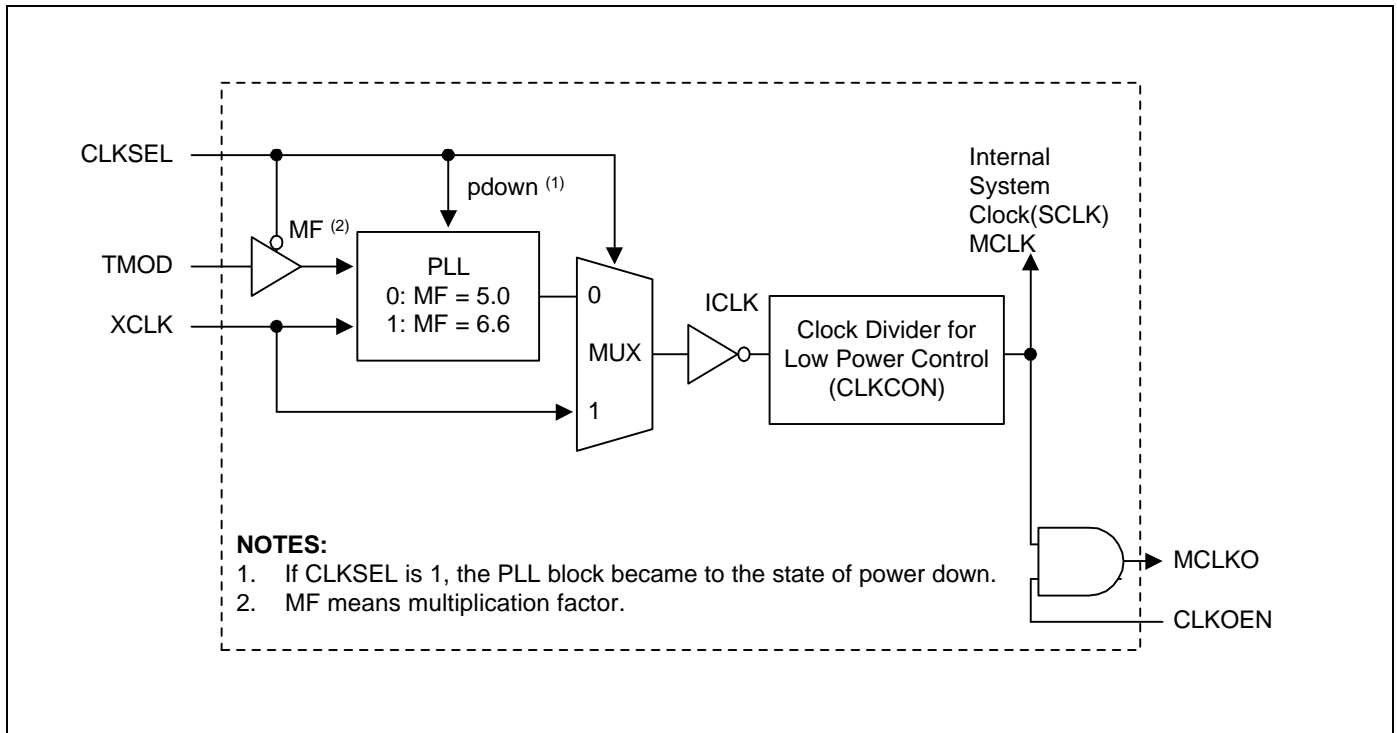 CLKSEL
pdown (1)
MF (2)
TMOD
XCLK
PLL
0: MF = 5.0
1: MF = 6.6
0
MUX
1
ICLK
Clock Divider for
Low Power Control
(CLKCON)
Internal
System
Clock(SCLK)
MCLK
MCLKO
CLKOEN
NOTES:
1. If CLKSEL is 1, the PLL block became to the state of power down.
2. MF means multiplication factor.